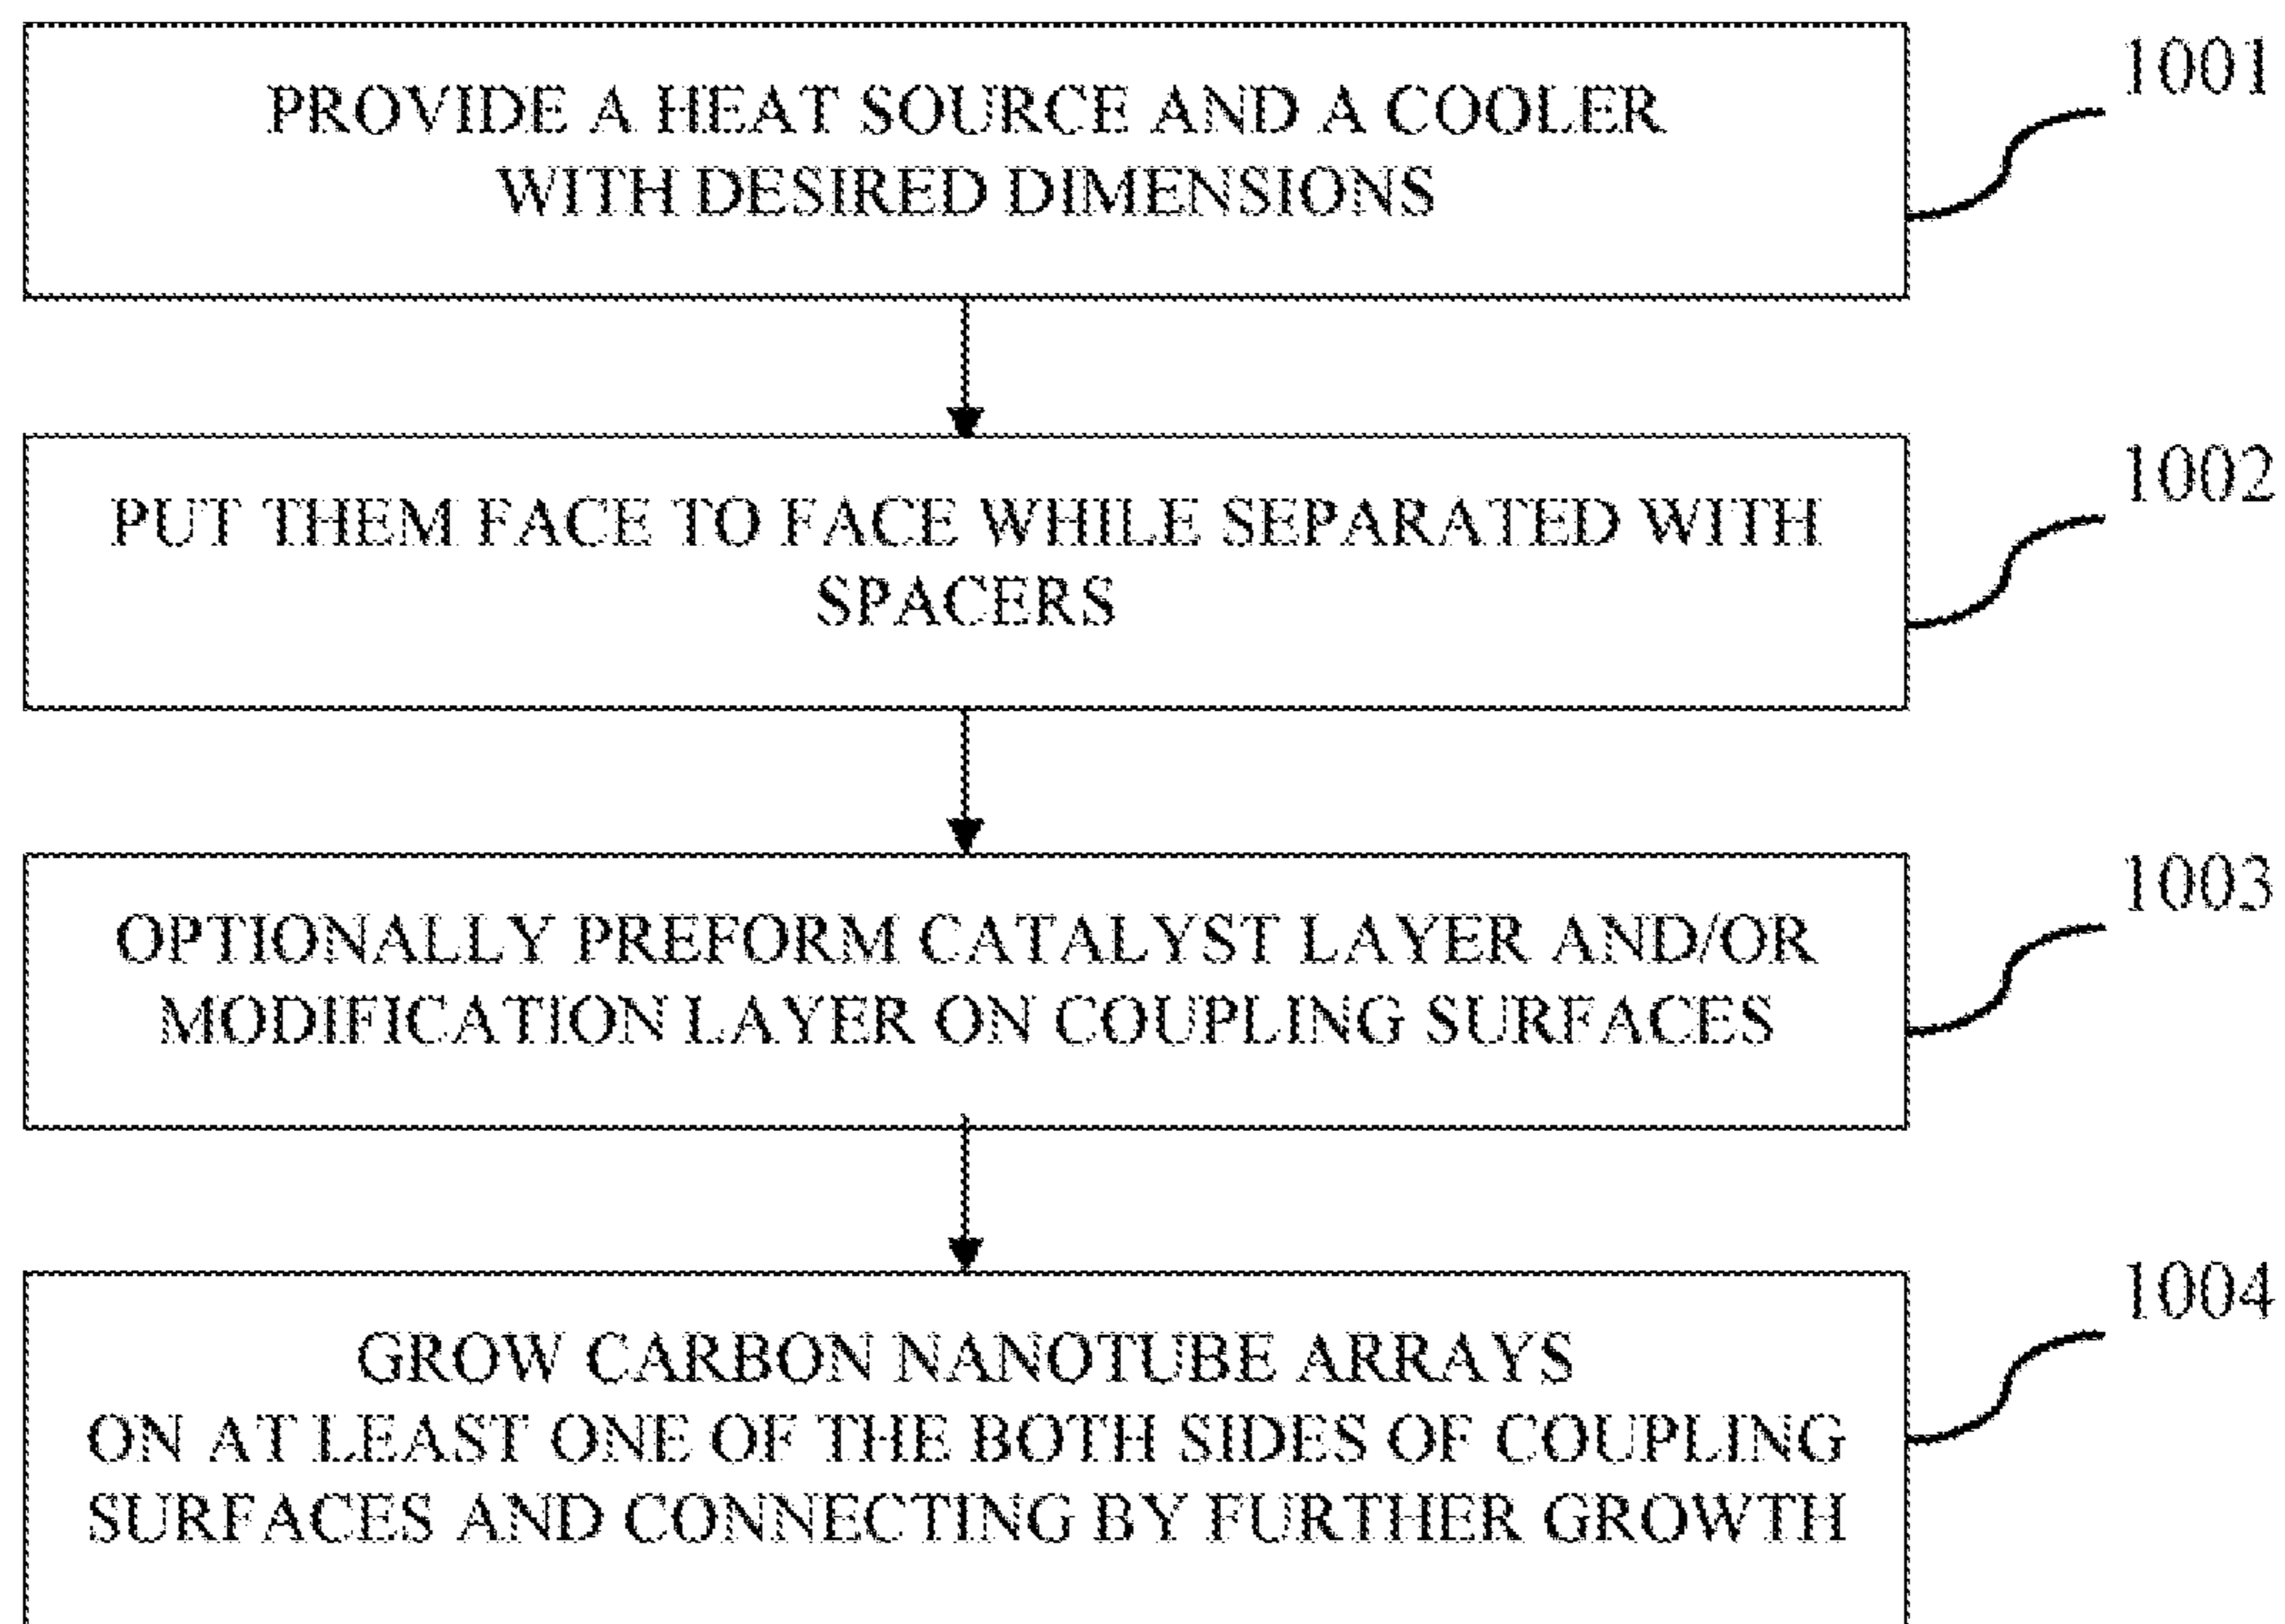 PROVIDE A HEAT SOURCE AND A COOLER
WITH DESIRED DIMENSIONS
1001
PUT THEM FACE TO FACE WHILE SEPARATED WITH
SPACERS
1002
OPTIONALLY PREFORM CATALYST LAYER AND/OR
MODIFICATION LAYER ON COUPLING SURFACES
1003
GROW CARBON NANOTUBE ARRAYS
ON AT LEAST ONE OF THE BOTH SIDES OF COUPLING
SURFACES AND CONNECTING BY FURTHER GROWTH
1004